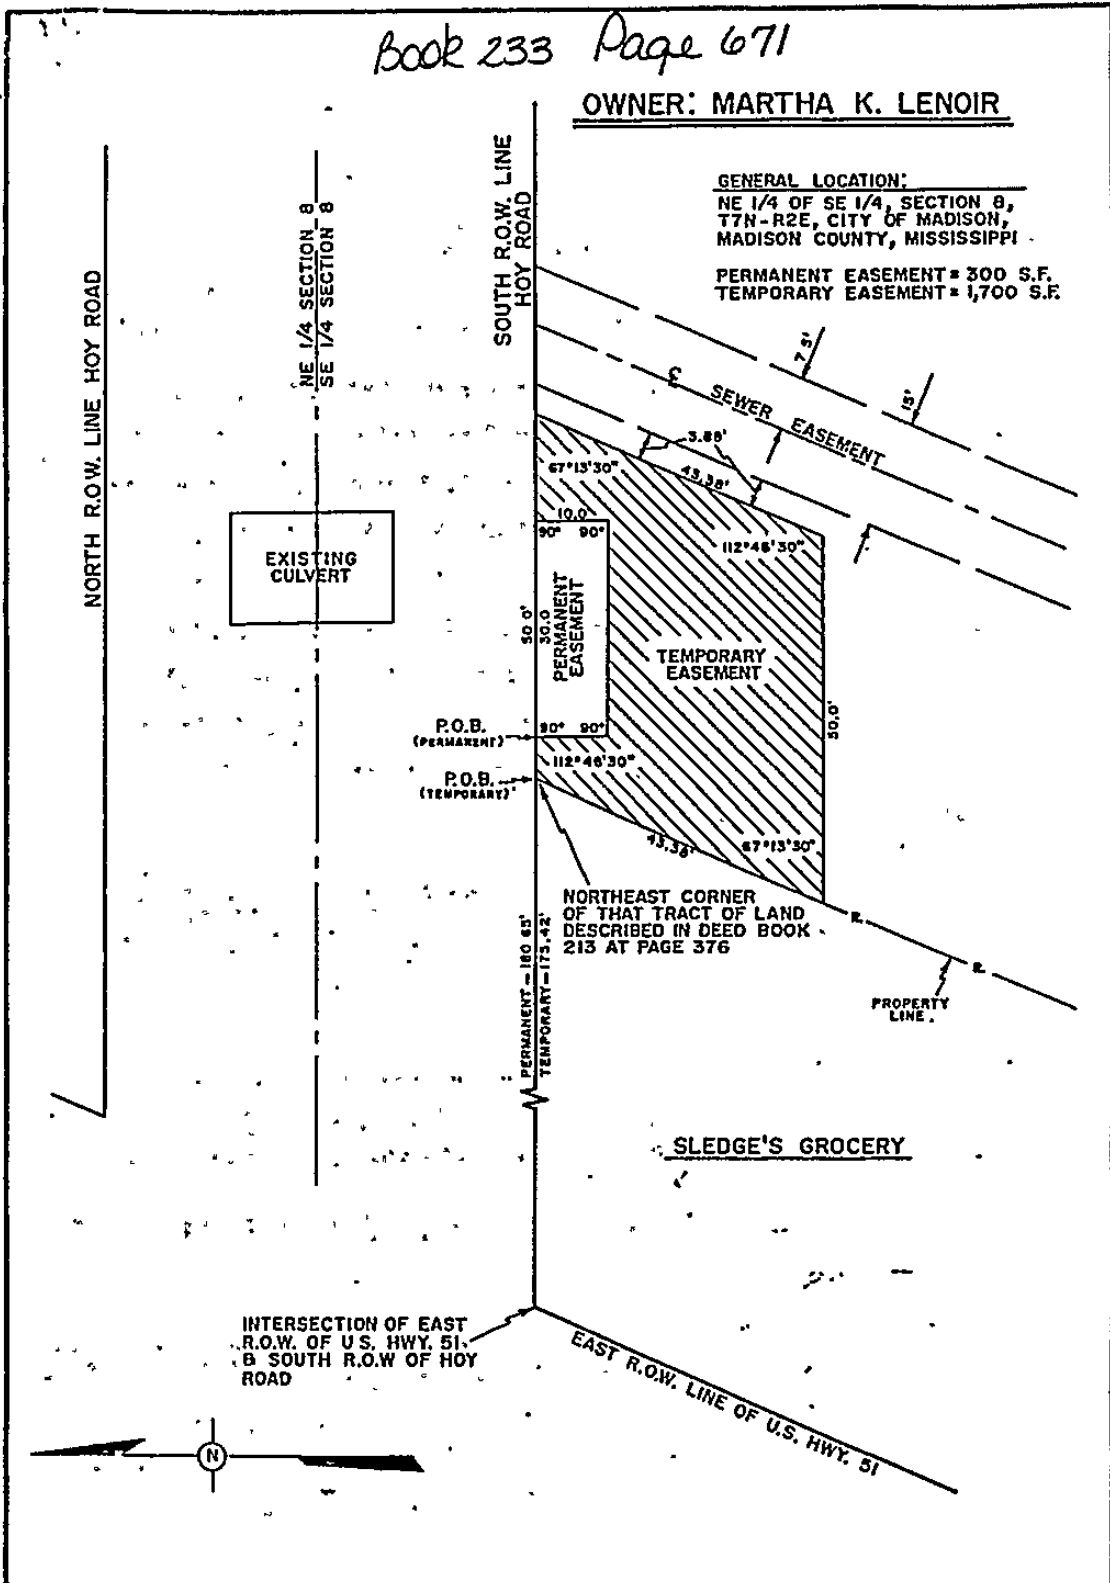 Book 233 Page 671
OWNER: MARTHA K. LENOIR
GENERAL LOCATION:
NE 1/4 OF SE 1/4, SECTION 8,
T7N-R2E, CITY OF MADISON,
MADISON COUNTY, MISSISSIPPI
PERMANENT EASEMENT = 300 S.F.
TEMPORARY EASEMENT = 1,700 S.F.
NORTH R.O.W. LINE HOY ROAD
NE 1/4 SECTION 8
SE 1/4 SECTION 8
SOUTH R.O.W. LINE
HOY ROAD
7.5'
15'
℄ SEWER EASEMENT
3.88'
43.38'
67°13'30"
10.0
90° 90°
112°46'30"
EXISTING
CULVERT
50.0'
30.0
PERMANENT
EASEMENT
TEMPORARY
EASEMENT
50.0'
P.O.B.
(PERMANENT)
90° 90°
112°46'30"
P.O.B.
(TEMPORARY)
43.38'
67°13'30"
NORTHEAST CORNER
OF THAT TRACT OF LAND
DESCRIBED IN DEED BOOK
213 AT PAGE 376
PERMANENT - 180.65'
TEMPORARY - 175.42'
PROPERTY
LINE
SLEDGE'S GROCERY
INTERSECTION OF EAST
R.O.W. OF U.S. HWY. 51
& SOUTH R.O.W OF HOY
ROAD
EAST R.O.W. LINE OF U.S. HWY. 51
N